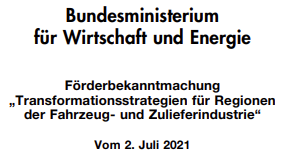 Bundesministerium
für Wirtschaft und Energie
Förderbekanntmachung
„Transformationsstrategien für Regionen
der Fahrzeug- und Zulieferindustrie“
Vom 2. Juli 2021